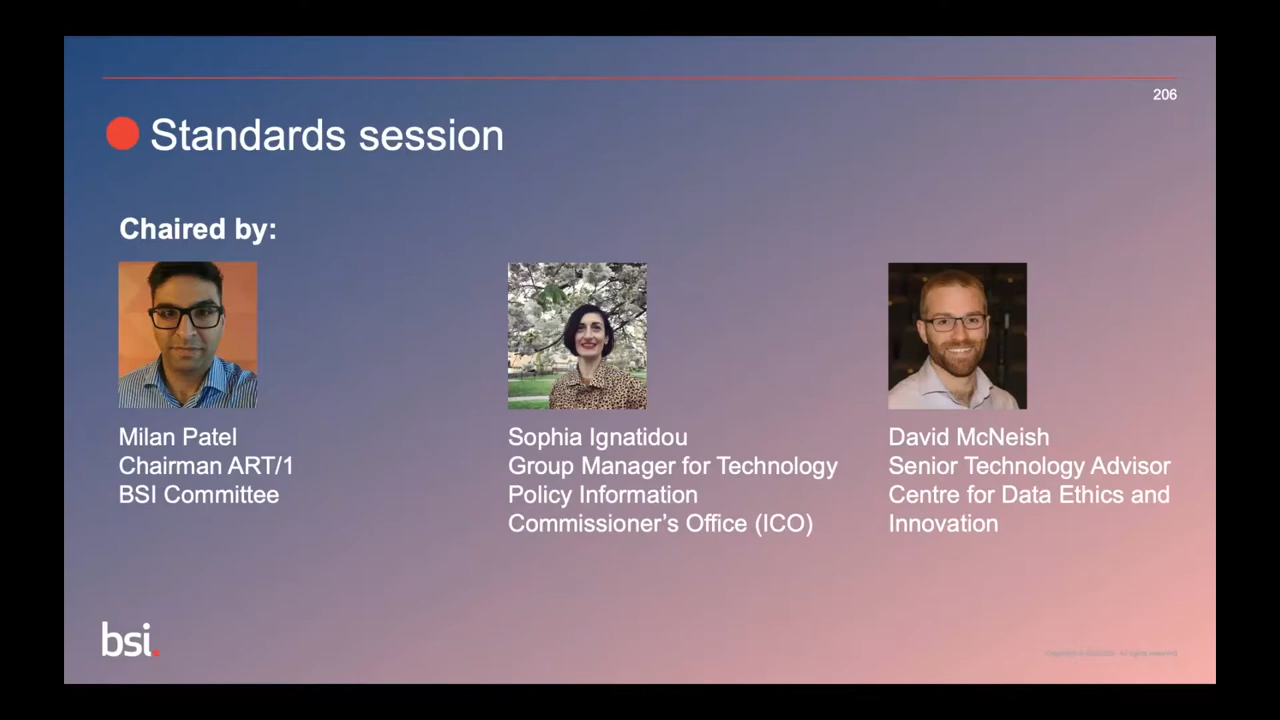 206
Standards session
Chaired by:
Milan Patel
Chairman ART/1
BSI Committee
Sophia Ignatidou
Group Manager for Technology
Policy Information
Commissioner’s Office (ICO)
David McNeish
Senior Technology Advisor
Centre for Data Ethics and
Innovation
bsi.